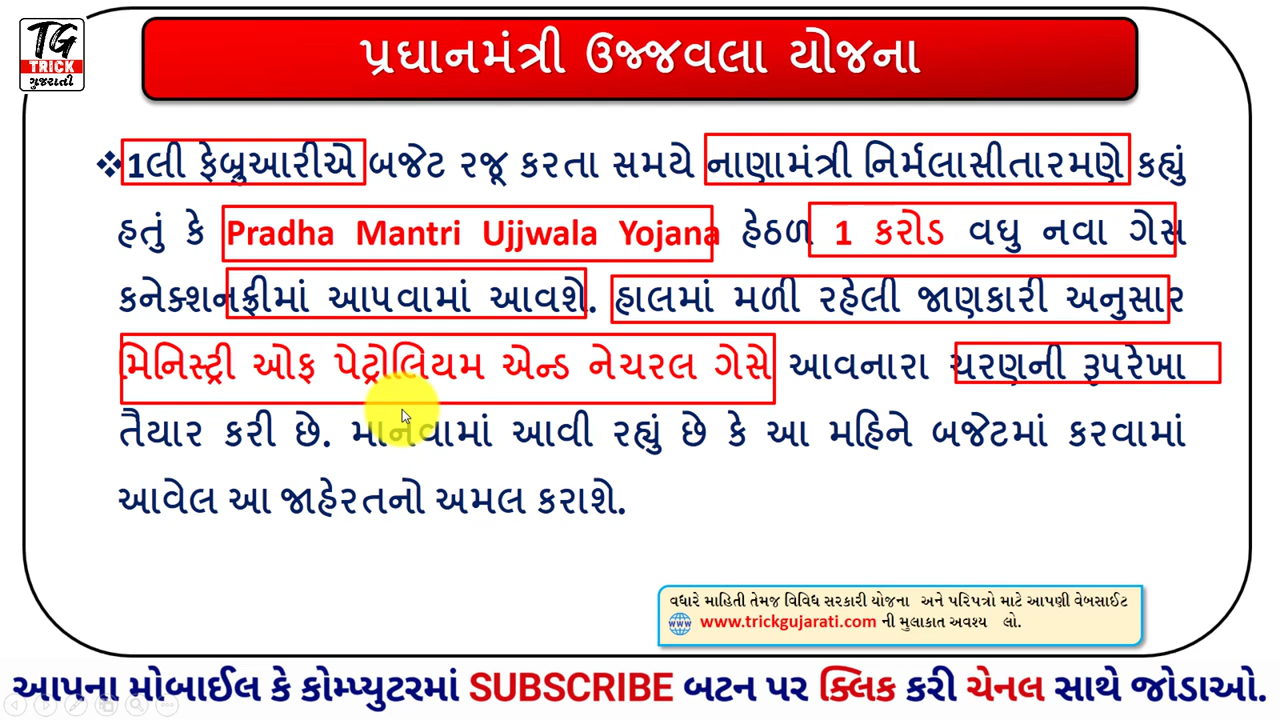 TG
TRICK
ગુજરાતી
પ્રધાનમંત્રી ઉજ્જવલા યોજના
❖1લી ફેબ્રુઆરીએ બજેટ રજૂ કરતા સમયે નાણામંત્રી નિર્મલાસીતારમણે કહ્યું
હતું કે Pradha Mantri Ujjwala Yojana હેઠળ 1 કરોડ વધુ નવા ગેસ
કનેક્શનફ્રીમાં આપવામાં આવશે. હાલમાં મળી રહેલી જાણકારી અનુસાર
મિનિસ્ટ્રી ઓફ પેટ્રોલિયમ એન્ડ નેચરલ ગેસે આવનારા ચરણની રૂપરેખા
તૈયાર કરી છે. માનવામાં આવી રહ્યું છે કે આ મહિને બજેટમાં કરવામાં
આવેલ આ જાહેરતનો અમલ કરાશે.
વધારે માહિતી તેમજ વિવિધ સરકારી યોજના અને પરિપત્રો માટે આપણી વેબસાઈટ
www.trickgujarati.com ની મુલાકાત અવશ્ય લો.
આપના મોબાઈલ કે કોમ્પ્યુટરમાં SUBSCRIBE બટન પર ક્લિક કરી ચેનલ સાથે જોડાઓ.